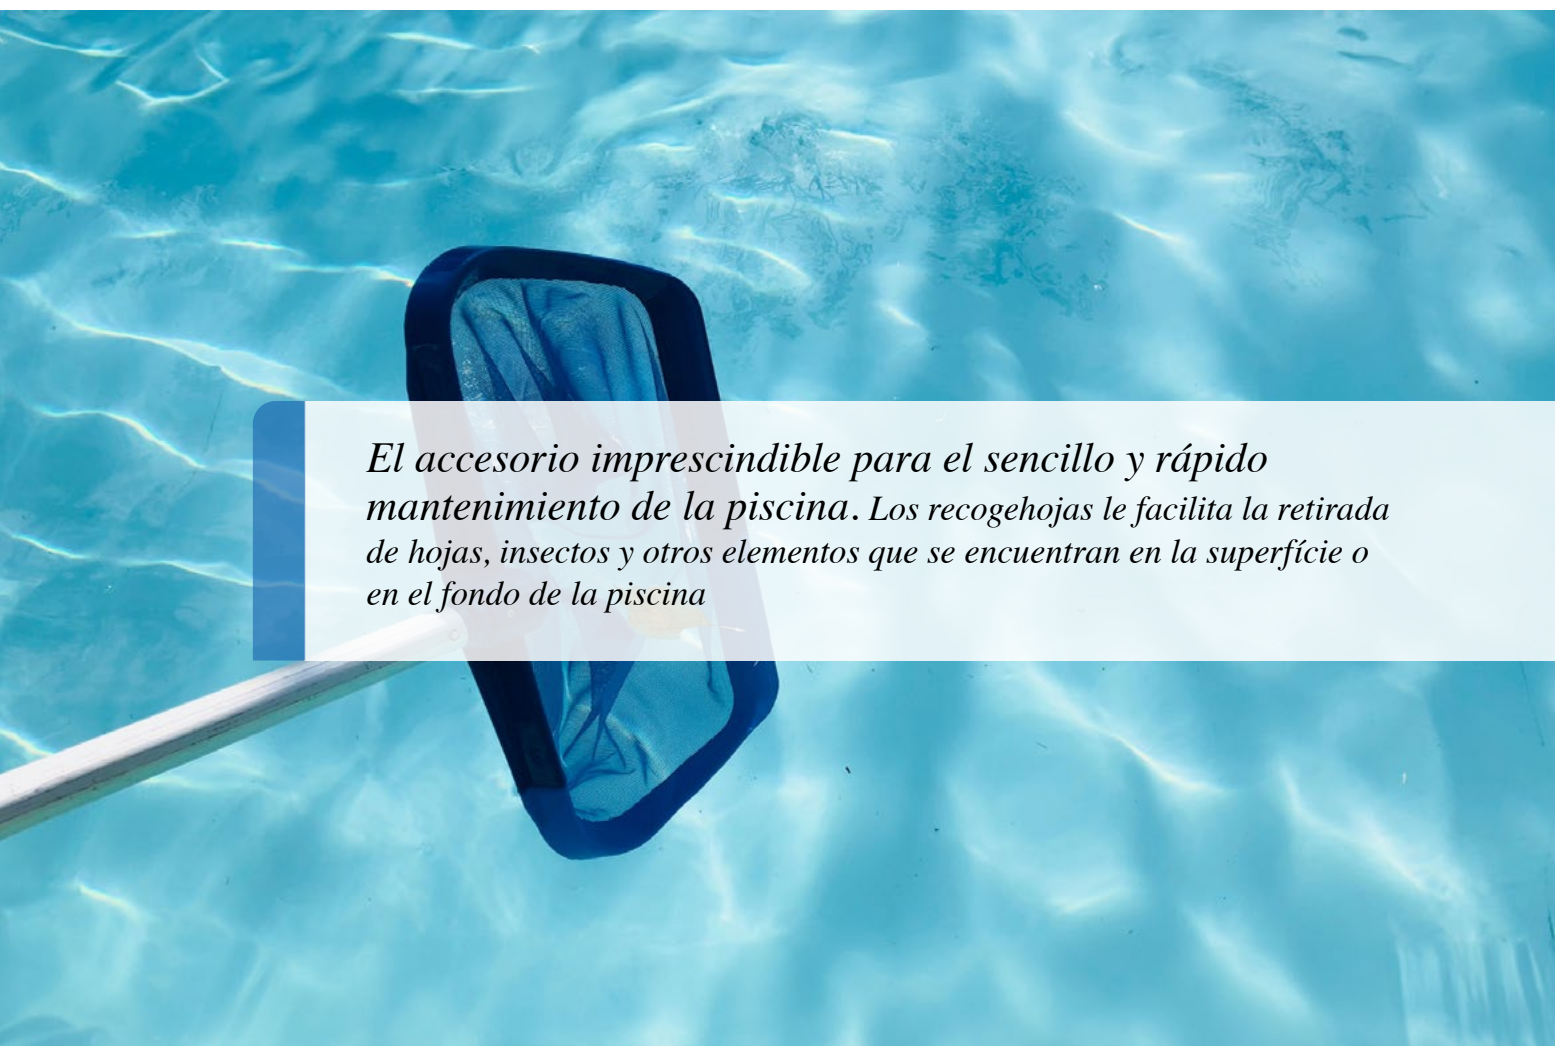 El accesorio imprescindible para el sencillo y rápido
mantenimiento de la piscina. Los recogehojas le facilita la retirada
de hojas, insectos y otros elementos que se encuentran en la superfície o
en el fondo de la piscina